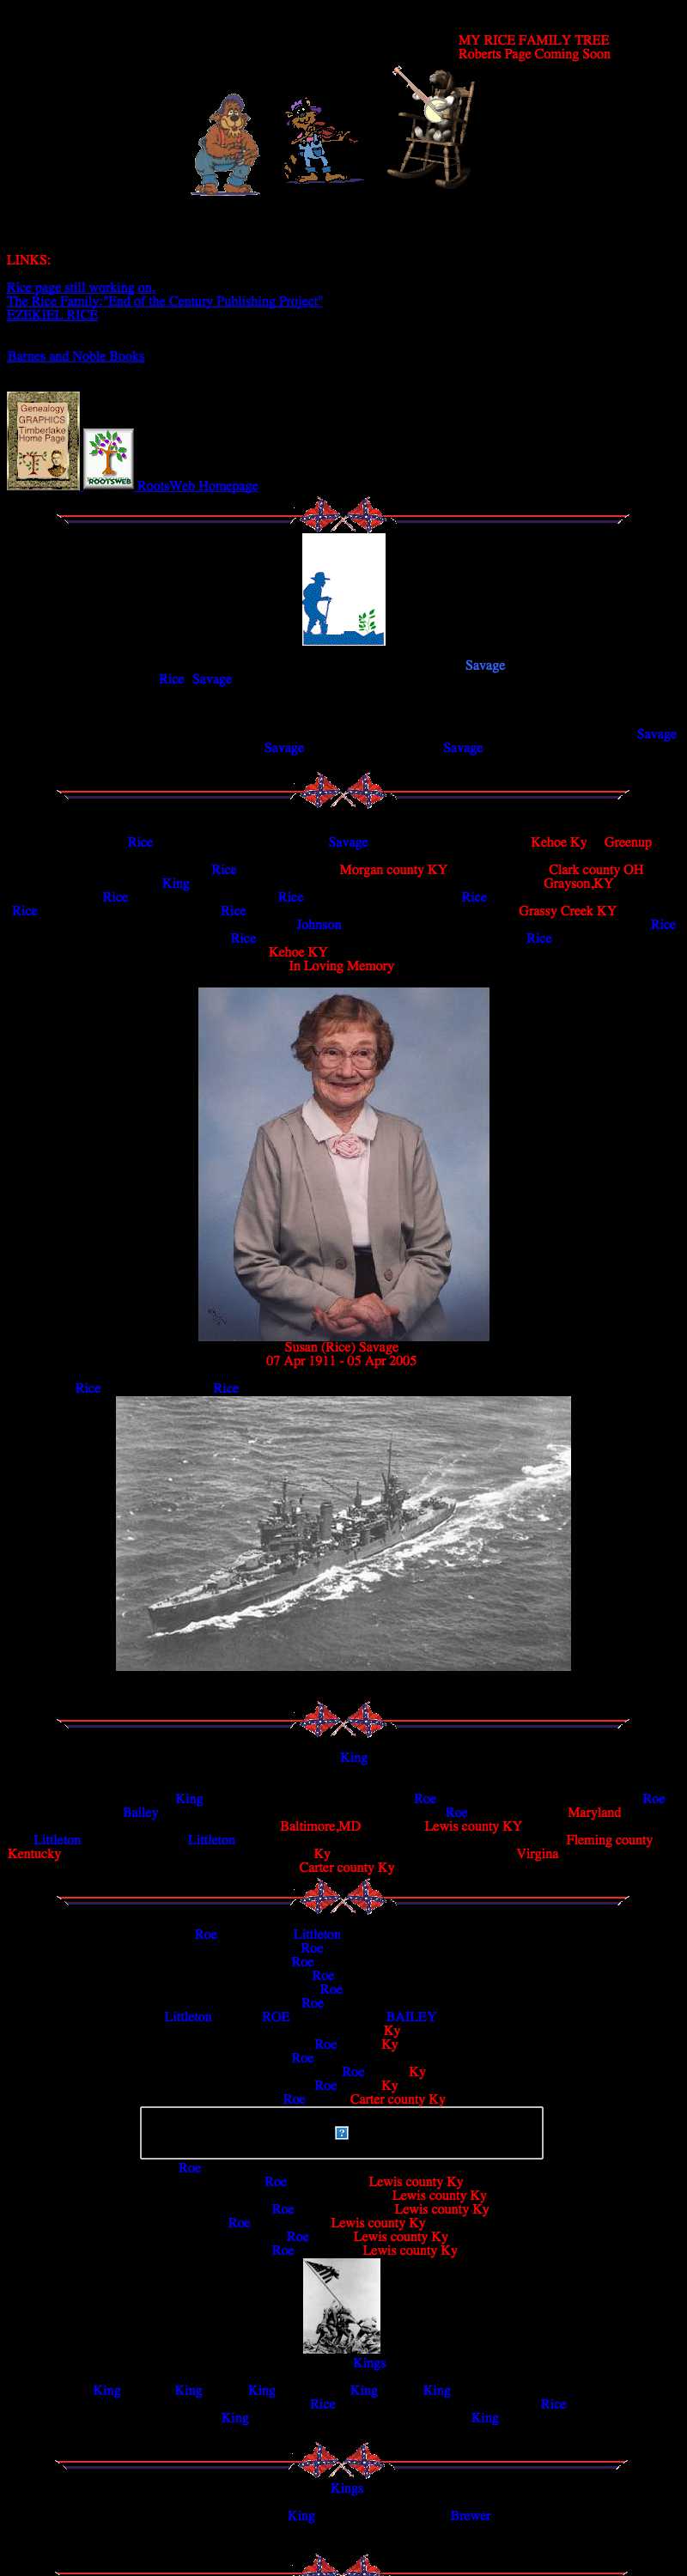 MY RICE FAMILY TREE
Roberts Page Coming Soon
LINKS:
Rice page still working on.
The Rice Family:"End of the Century Publishing Project"
EZEKIEL RICE
Barnes and Noble Books
Genealogy
GRAPHICS
Timberlake
Home Page
ROOTSWEB
RootsWeb Homepage
Savage
Rice Savage
Savage
Savage Savage
Rice Savage Kehoe Ky Greenup
Rice Morgan county KY Clark county OH
King Grayson,KY
Rice Rice Rice
Rice Rice Grassy Creek KY
Johnson Rice
Rice Rice
Kehoe KY
In Loving Memory
Susan (Rice) Savage
07 Apr 1911 - 05 Apr 2005
Rice Rice
King
King Roe Roe
Bailey Roe Maryland
Baltimore,MD Lewis county KY
Littleton Littleton Fleming county
Kentucky Ky Virgina
Carter county Ky
Roe Littleton
Roe
Roe
Roe
Roe
Roe
Littleton ROE BAILEY
Ky
Roe Ky
Roe
Roe Ky
Roe Ky
Roe Carter county Ky
?
Roe
Roe Lewis county Ky
Lewis county Ky
Roe Lewis county Ky
Roe Lewis county Ky
Roe Lewis county Ky
Roe Lewis county Ky
Kings
King King King King King
Rice Rice
King King
Kings
King Brewer